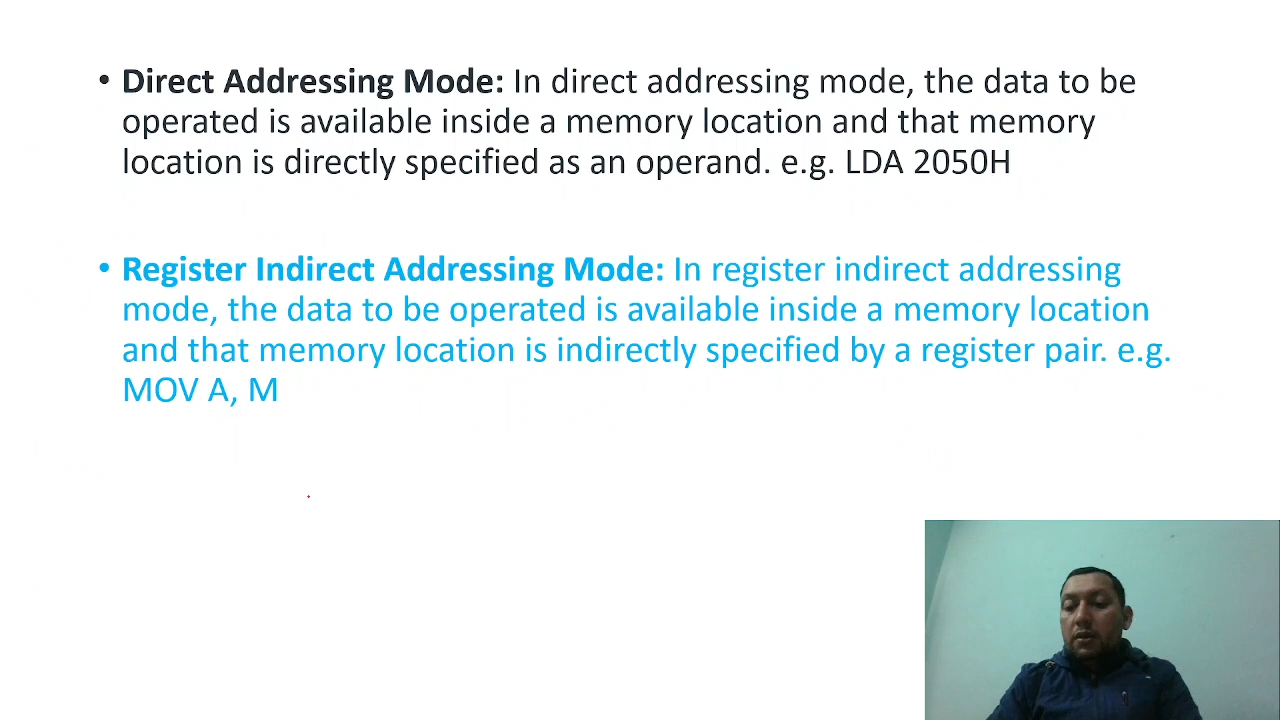 • Direct Addressing Mode: In direct addressing mode, the data to be
operated is available inside a memory location and that memory
location is directly specified as an operand. e.g. LDA 2050H
• Register Indirect Addressing Mode: In register indirect addressing
mode, the data to be operated is available inside a memory location
and that memory location is indirectly specified by a register pair. e.g.
MOV A, M